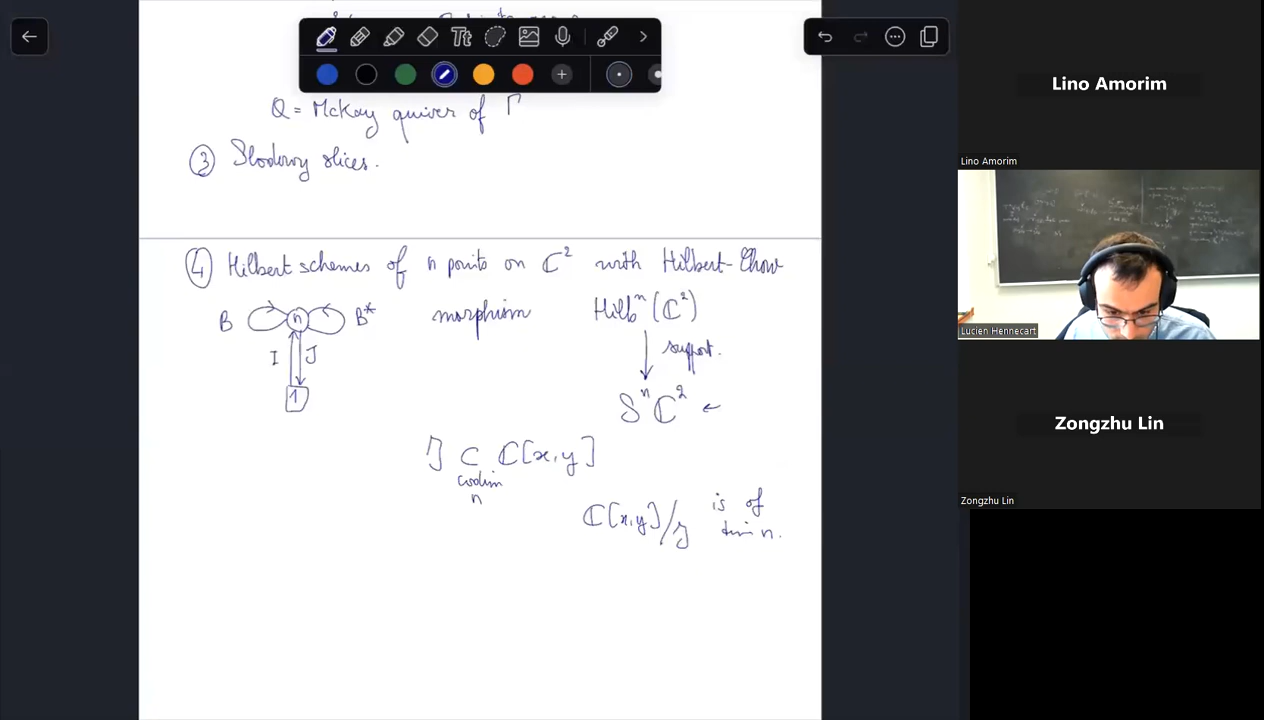 Q = McKay quiver of Γ
③ Slodowy slices.
④ Hilbert schemes of n points on ℂ² with Hilbert-Chow
morphism Hilbⁿ(ℂ²)
B n B*
I J
support.
1
Sⁿℂ² ←
J ⊂ ℂ[x,y]
codim
n
ℂ[x,y]/J is of
dim n.
Tt
Lino Amorim
Lino Amorim
Lucien Hennecart
Zongzhu Lin
Zongzhu Lin